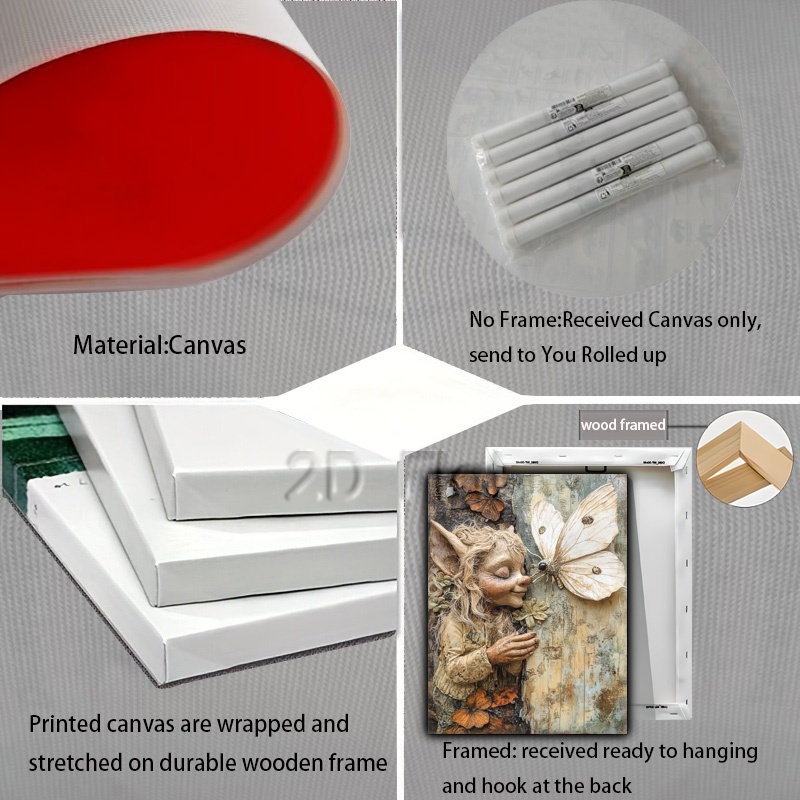 Material:Canvas
No Frame:Received Canvas only,
send to You Rolled up
wood framed
2D
Printed canvas are wrapped and
stretched on durable wooden frame
Framed: received ready to hanging
and hook at the back